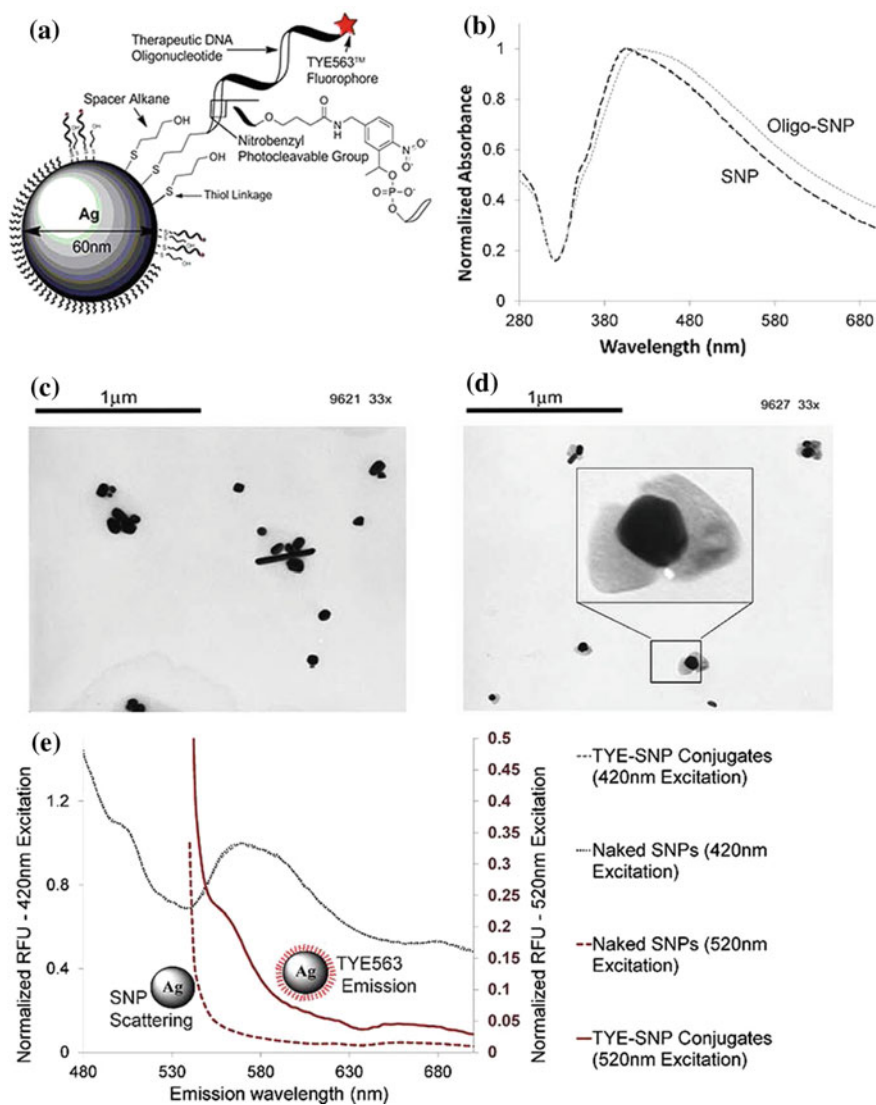 (a)
Therapeutic DNA
Oligonucleotide
TYE563™
Fluorophore
Spacer Alkane
OH
O
O
N
H
Nitrobenzyl
Photocleavable Group
N
O-
O
O
O
P
O-
O
OH
S
S
S
Thiol Linkage
Ag
60nm
(b)
Normalized Absorbance
1
0.8
0.6
0.4
0.2
0
Oligo-SNP
SNP
280
380
480
580
680
Wavelength (nm)
(c)
1μm
9621 33x
(d)
1μm
9627 33x
(e)
Normalized RFU - 420nm Excitation
1.2
0.8
0.4
0
0.5
0.45
0.4
0.35
0.3
0.25
0.2
0.15
0.1
0.05
0
Normalized RFU - 520nm Excitation
Ag
SNP
Scattering
Ag
TYE563
Emission
480
530
580
630
680
Emission wavelength (nm)
TYE-SNP Conjugates
(420nm Excitation)
Naked SNPs (420nm
Excitation)
Naked SNPs (520nm
Excitation)
TYE-SNP Conjugates
(520nm Excitation)